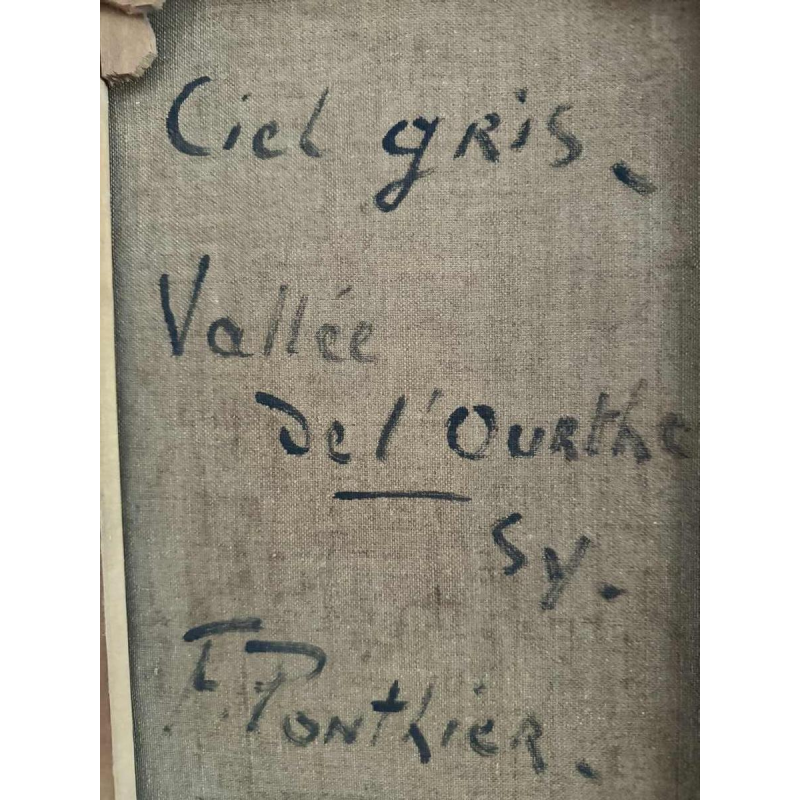 Ciel gris.
Vallée
de l'Ourthe
Sy.
F. Ponthier.